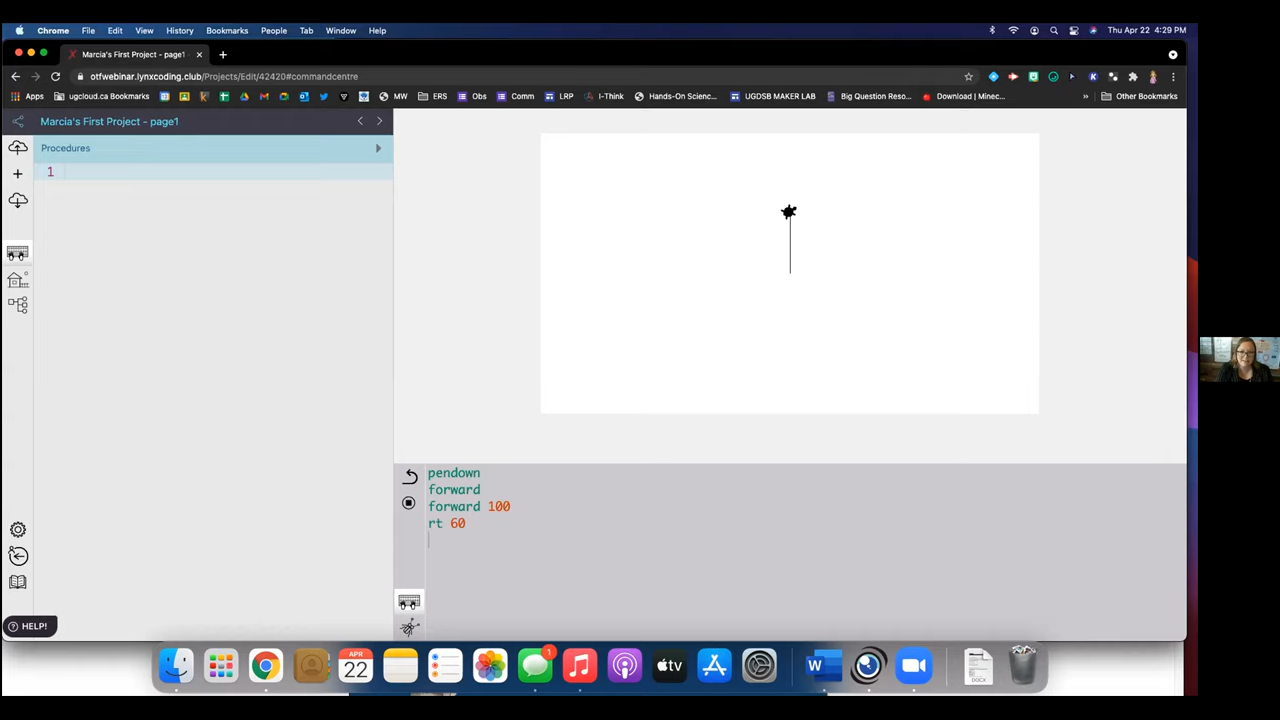 Chrome File Edit View History Bookmarks People Tab Window Help Thu Apr 22 4:29 PM
Marcia's First Project - page1
otfwebinar.lynxcoding.club/Projects/Edit/42420#commandcentre
Apps ugcloud.ca Bookmarks MW ERS Obs Comm LRP I-Think Hands-On Scienc... UGDSB MAKER LAB Big Question Reso... Download | Minec... » Other Bookmarks
Marcia's First Project - page1
Procedures
1
pendown
forward
forward 100
rt 60
HELP!
APR
22
1
tv
W
DOCX